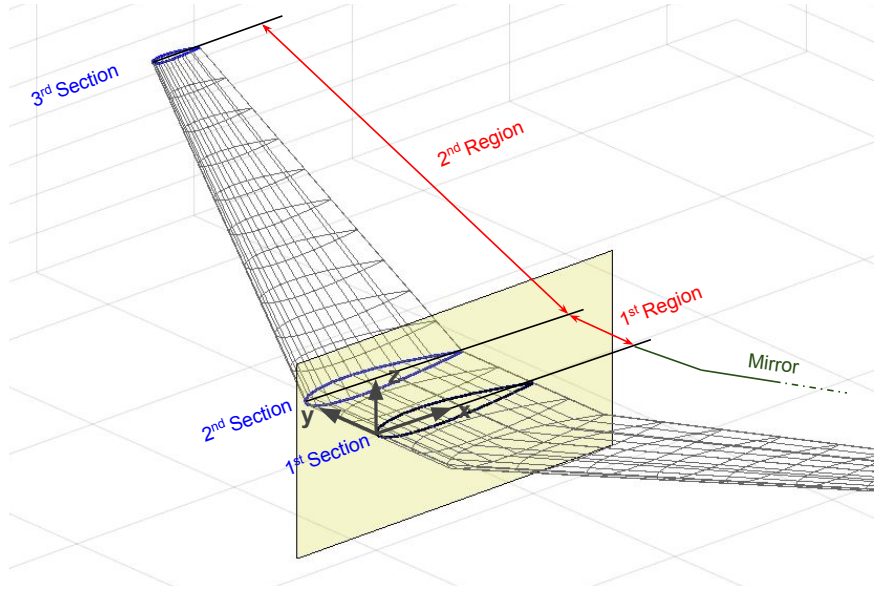 3rd Section
2nd Region
1st Region
Mirror
2nd Section
z
y
x
1st Section